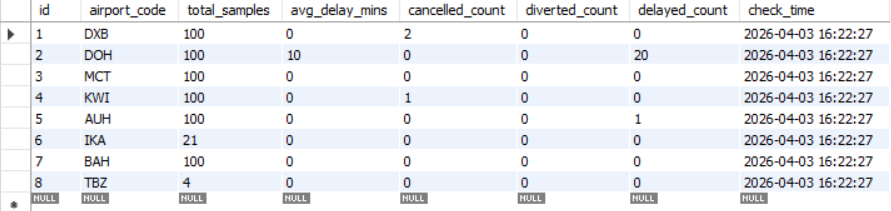 id airport_code total_samples avg_delay_mins cancelled_count diverted_count delayed_count check_time
1 DXB 100 0 2 0 0 2026-04-03 16:22:27
2 DOH 100 10 0 0 20 2026-04-03 16:22:27
3 MCT 100 0 0 0 0 2026-04-03 16:22:27
4 KWI 100 0 1 0 0 2026-04-03 16:22:27
5 AUH 100 0 0 0 1 2026-04-03 16:22:27
6 IKA 21 0 0 0 0 2026-04-03 16:22:27
7 BAH 100 0 0 0 0 2026-04-03 16:22:27
8 TBZ 4 0 0 0 0 2026-04-03 16:22:27
NULL NULL NULL NULL NULL NULL NULL NULL